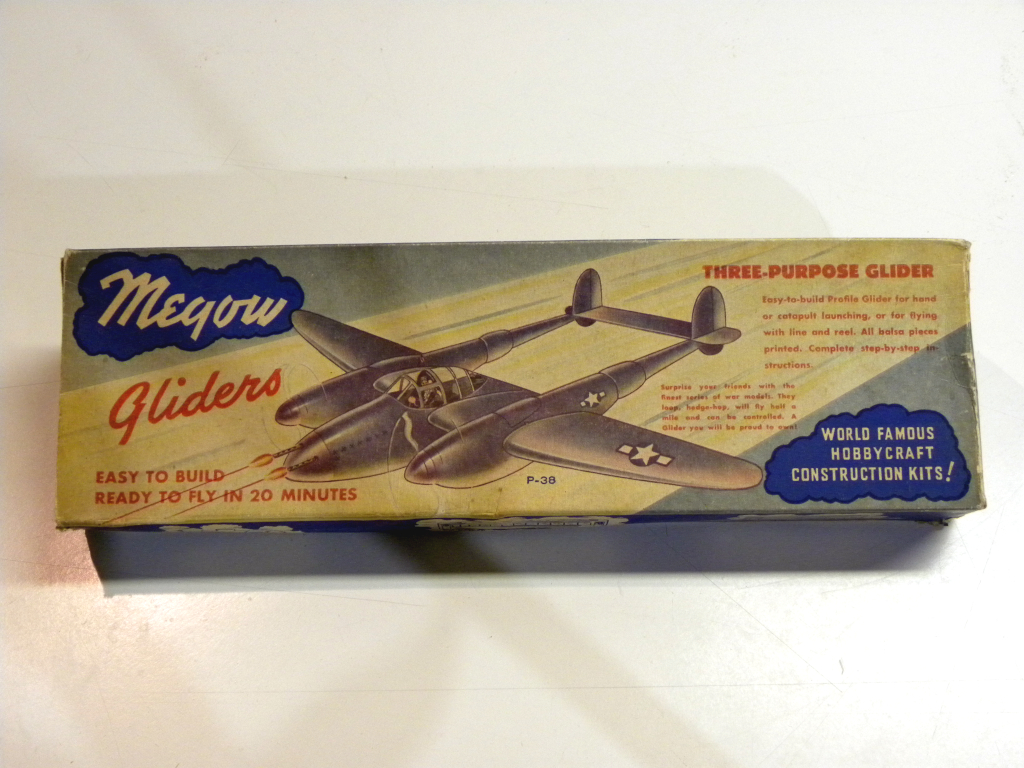 Megow
Gliders
EASY TO BUILD
READY TO FLY IN 20 MINUTES
P-38
THREE-PURPOSE GLIDER
Easy-to-build Profile Glider for hand
or catapult launching, or for flying
with line and reel. All balsa pieces
printed. Complete step-by-step in-
structions.
Surprise your friends with the
finest series of war models. They
loop, hedge-hop, will fly half a
mile and can be controlled. A
Glider you will be proud to own!
WORLD FAMOUS
HOBBYCRAFT
CONSTRUCTION KITS!